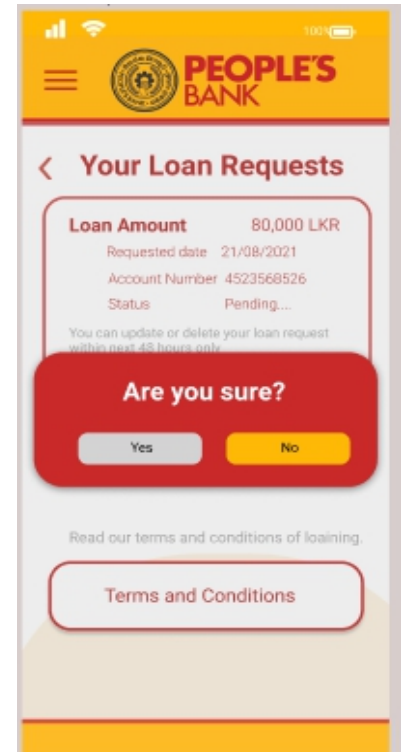 100%
PEOPLE'S
BANK
Your Loan Requests
Loan Amount 80,000 LKR
Requested date 21/08/2021
Account Number 4523568526
Status Pending....
You can update or delete your loan request
within next 48 hours only
Are you sure?
Yes No
Read our terms and conditions of loaining.
Terms and Conditions